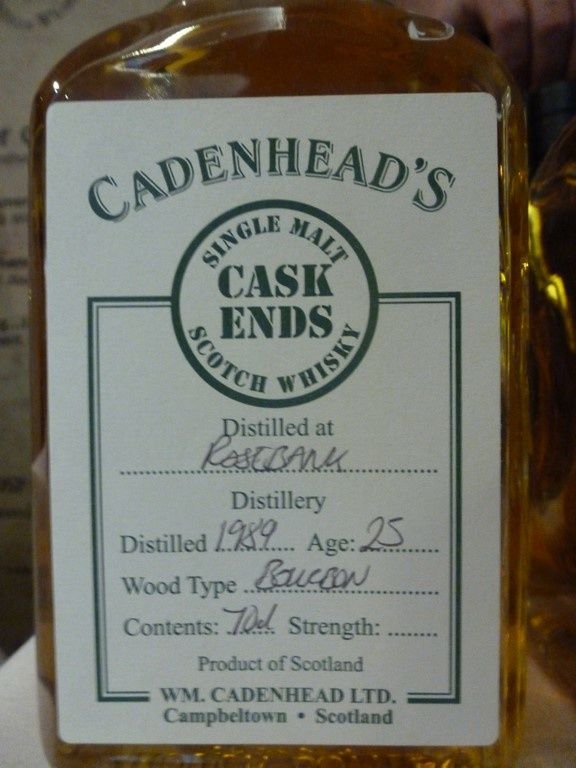 CADENHEAD'S
SINGLE MALT
CASK
ENDS
SCOTCH WHISKY
Distilled at
ROSEBANK
Distillery
Distilled 1989 Age: 25
Wood Type BOURBON
Contents: 70cl Strength: ........
Product of Scotland
WM. CADENHEAD LTD.
Campbeltown • Scotland